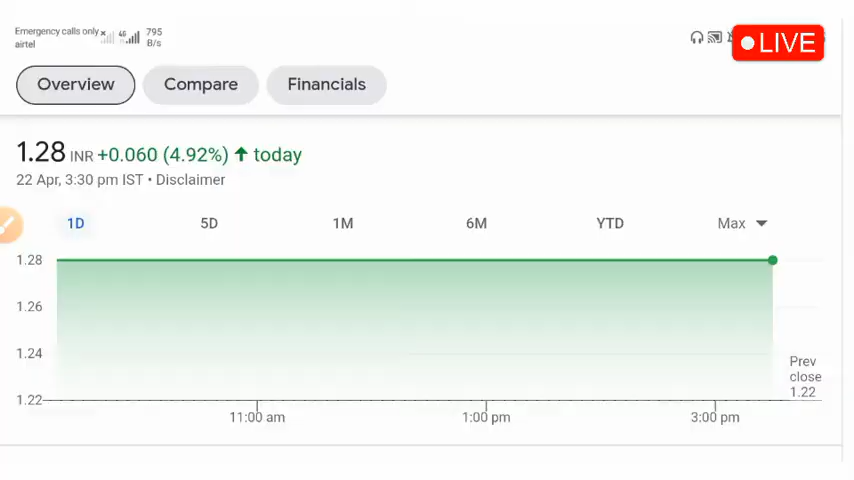 Emergency calls only
airtel
4G
795
B/s
LIVE
Overview
Compare
Financials
1.28 INR +0.060 (4.92%) ↑ today
22 Apr, 3:30 pm IST • Disclaimer
1D
5D
1M
6M
YTD
Max
1.28
1.26
1.24
1.22
Prev
close
1.22
11:00 am
1:00 pm
3:00 pm